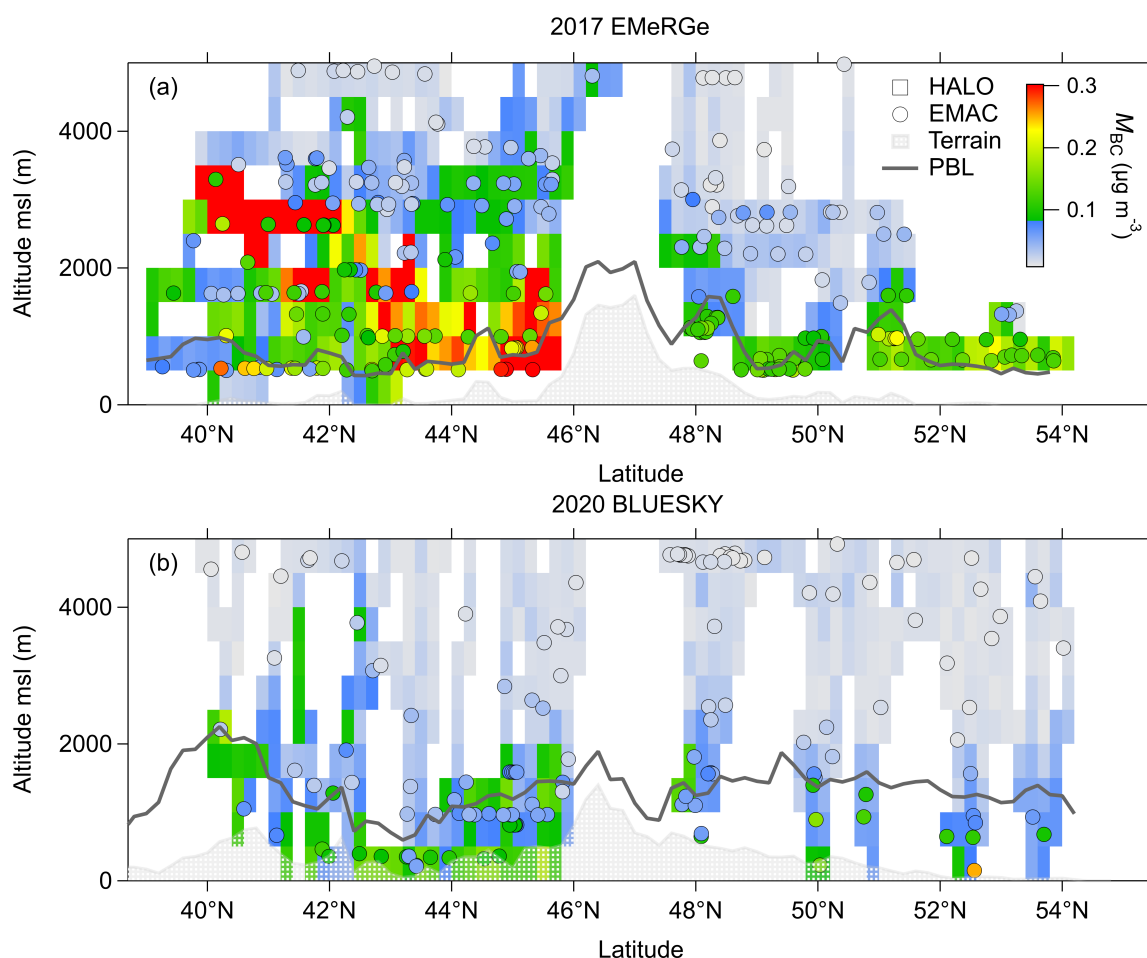 2017 EMeRGe
(a)
HALO
EMAC
Terrain
PBL
0.3
0.2
0.1
M_BC (µg m⁻³)
4000
2000
0
Altitude msl (m)
40°N 42°N 44°N 46°N 48°N 50°N 52°N 54°N
Latitude
2020 BLUESKY
(b)
4000
2000
0
Altitude msl (m)
40°N 42°N 44°N 46°N 48°N 50°N 52°N 54°N
Latitude